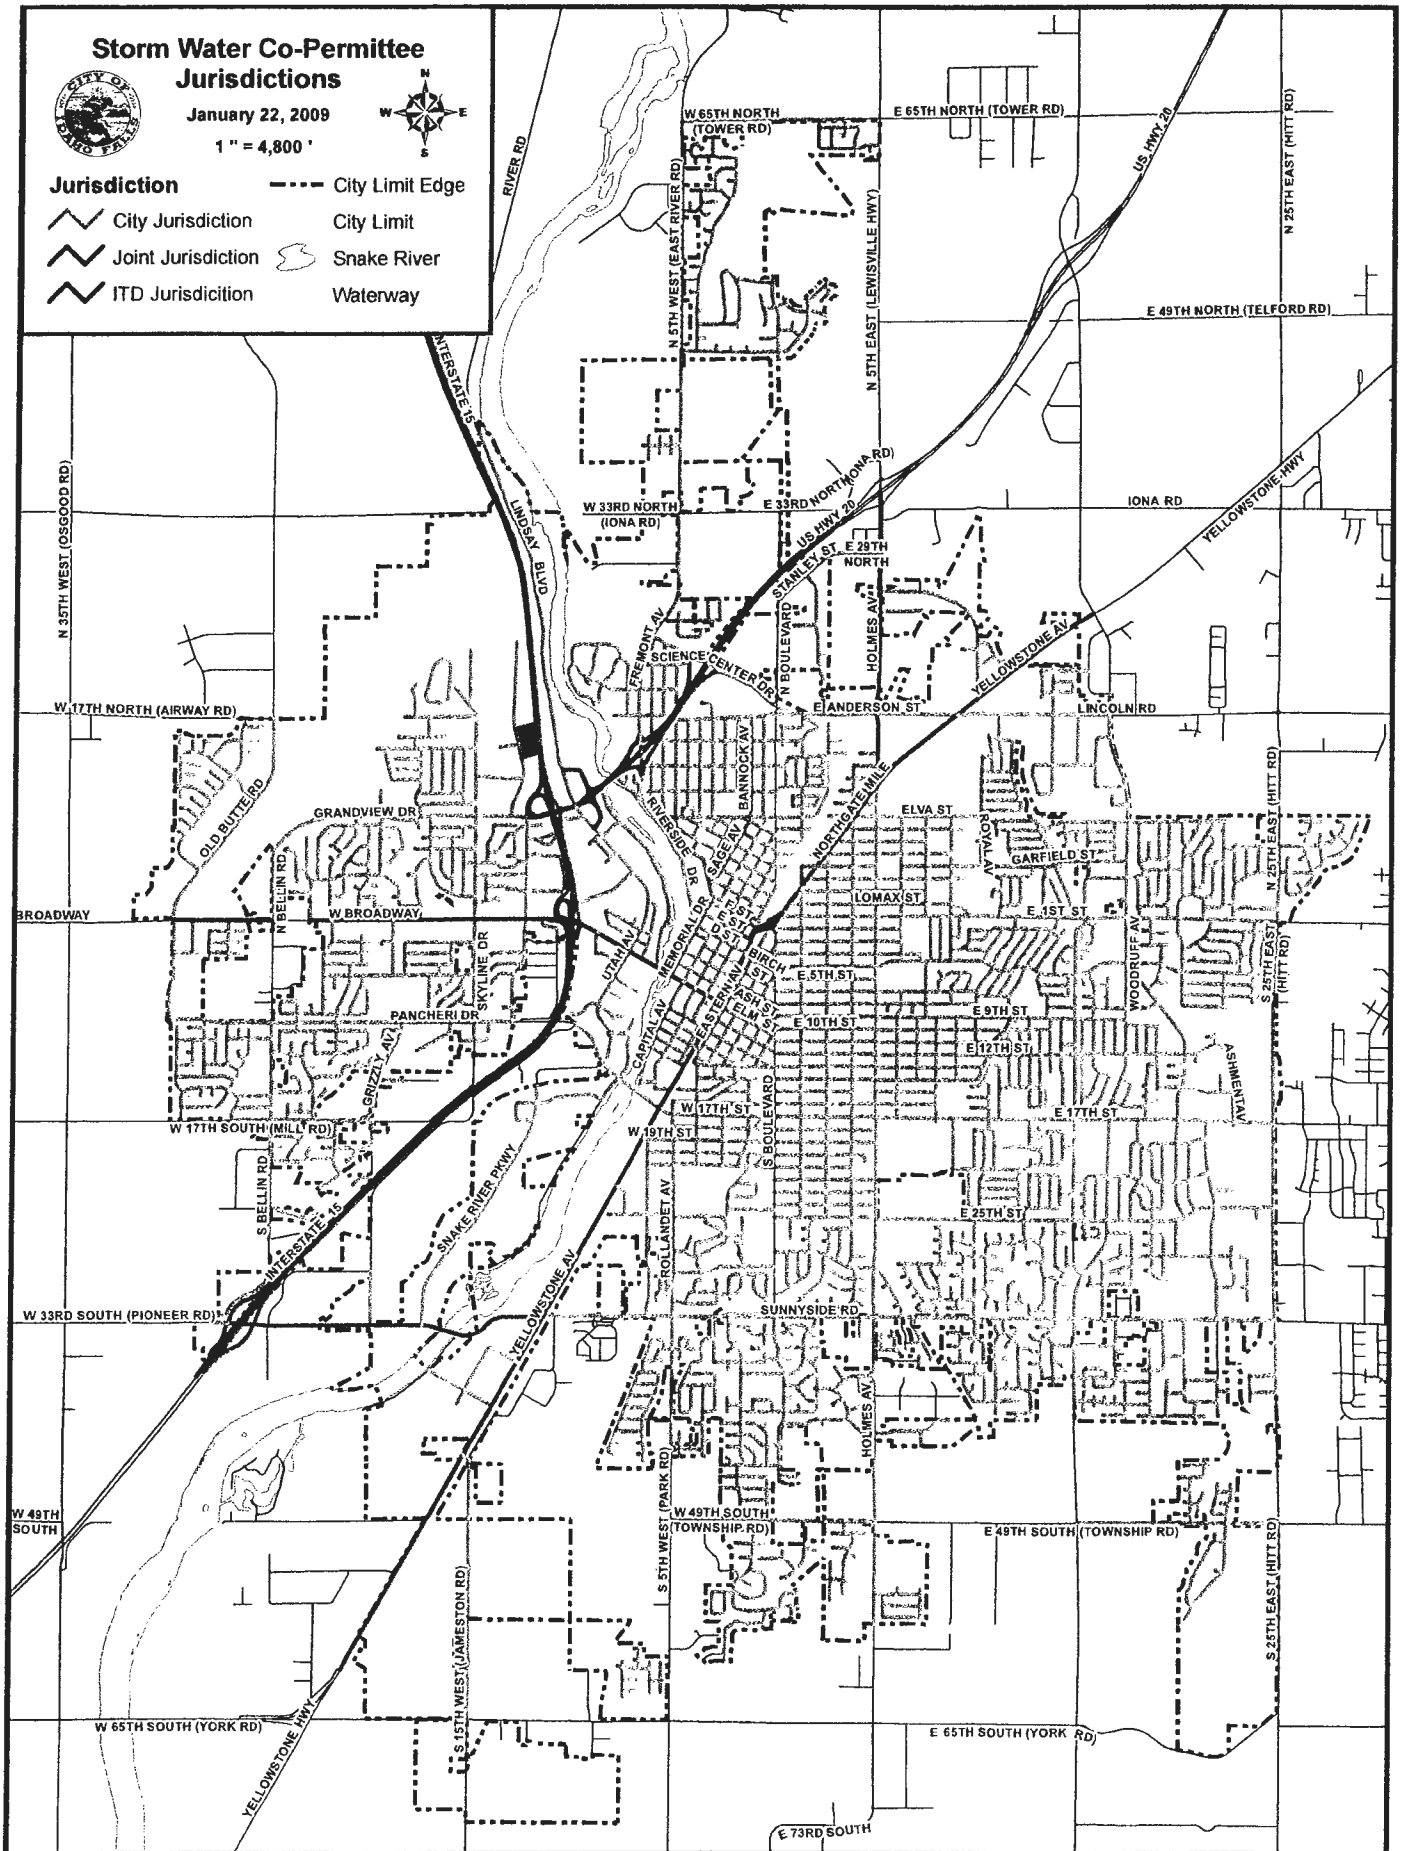 Storm Water Co-Permittee
Jurisdictions
CITY OF
IDAHO FALLS
January 22, 2009
1 " = 4,800 '
N
W E
S
Jurisdiction
City Jurisdiction
Joint Jurisdiction
ITD Jurisidicition
City Limit Edge
City Limit
Snake River
Waterway
RIVER RD
W 65TH NORTH
(TOWER RD)
E 65TH NORTH (TOWER RD)
US HWY 20
N 25TH EAST (HITT RD)
N 5TH WEST (EAST RIVER RD)
N 5TH EAST (LEWISVILLE HWY)
E 49TH NORTH (TELFORD RD)
INTERSTATE 15
N 35TH WEST (OSGOOD RD)
LINDSAY BLVD
W 33RD NORTH
(IONA RD)
E 33RD NORTH (IONA RD)
US HWY 20
IONA RD
YELLOWSTONE HWY
STANLEY ST
E 29TH
NORTH
FREMONT AV
SCIENCE CENTER DR
N BOULEVARD
HOLMES AV
YELLOWSTONE AV
W 17TH NORTH (AIRWAY RD)
E ANDERSON ST
LINCOLN RD
OLD BUTTE RD
GRANDVIEW DR
RIVERSIDE DR
BANNOCK AV
SAGE AV
NORTHGATE MILE
ELVA ST
ROYAL AV
GARFIELD ST
N 25TH EAST (HITT RD)
N BELLIN RD
BROADWAY
W BROADWAY
LOMAX ST
E 1ST ST
F ST
E ST
D ST
MEMORIAL DR
UTAH AV
SKYLINE DR
BIRCH ST
E 5TH ST
WOODRUFF AV
S 25TH EAST
(HITT RD)
PANCHERI DR
CAPITAL AV
EASTERN AV
ASH ST
ELM ST
E 9TH ST
E 10TH ST
E 12TH ST
GRIZZLY AV
ASHMENT AV
W 17TH SOUTH (MILL RD)
W 17TH ST
E 17TH ST
W 19TH ST
S BOULEVARD
S BELLIN RD
INTERSTATE 15
SNAKE RIVER PKWY
ROLLANDET AV
E 25TH ST
YELLOWSTONE AV
W 33RD SOUTH (PIONEER RD)
SUNNYSIDE RD
HOLMES AV
W 49TH
SOUTH
S 5TH WEST (PARK RD)
W 49TH SOUTH
(TOWNSHIP RD)
E 49TH SOUTH (TOWNSHIP RD)
S 15TH WEST (JAMESTON RD)
S 25TH EAST (HITT RD)
W 65TH SOUTH (YORK RD)
YELLOWSTONE HWY
E 65TH SOUTH (YORK RD)
E 73RD SOUTH